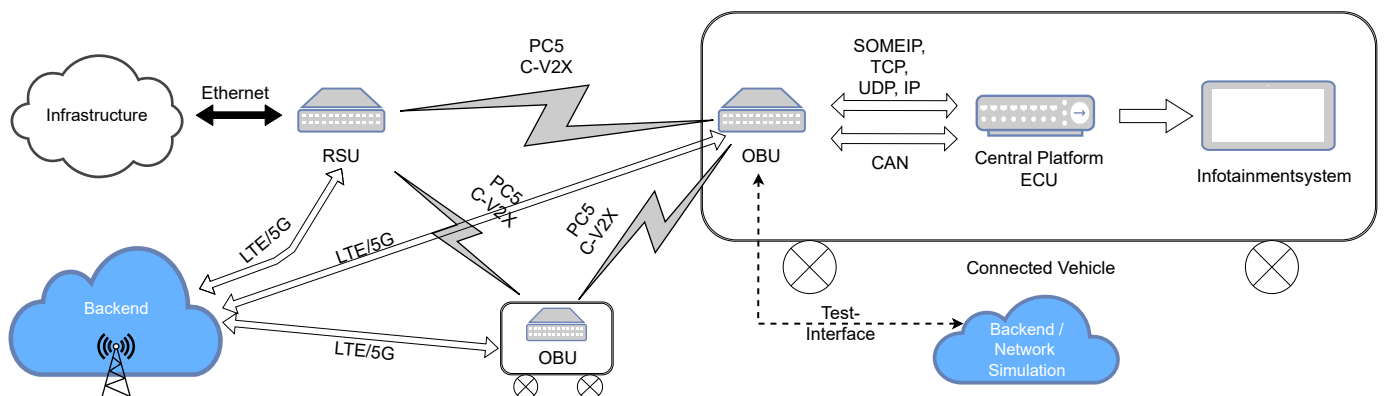 PC5
C-V2X
SOMEIP,
TCP,
UDP, IP
Ethernet
Infrastructure
RSU
OBU
CAN
Central Platform
ECU
Infotainmentsystem
PC5
C-V2X
PC5
C-V2X
LTE/5G
LTE/5G
Connected Vehicle
Backend
Test-
Interface
Backend /
Network
Simulation
LTE/5G
OBU